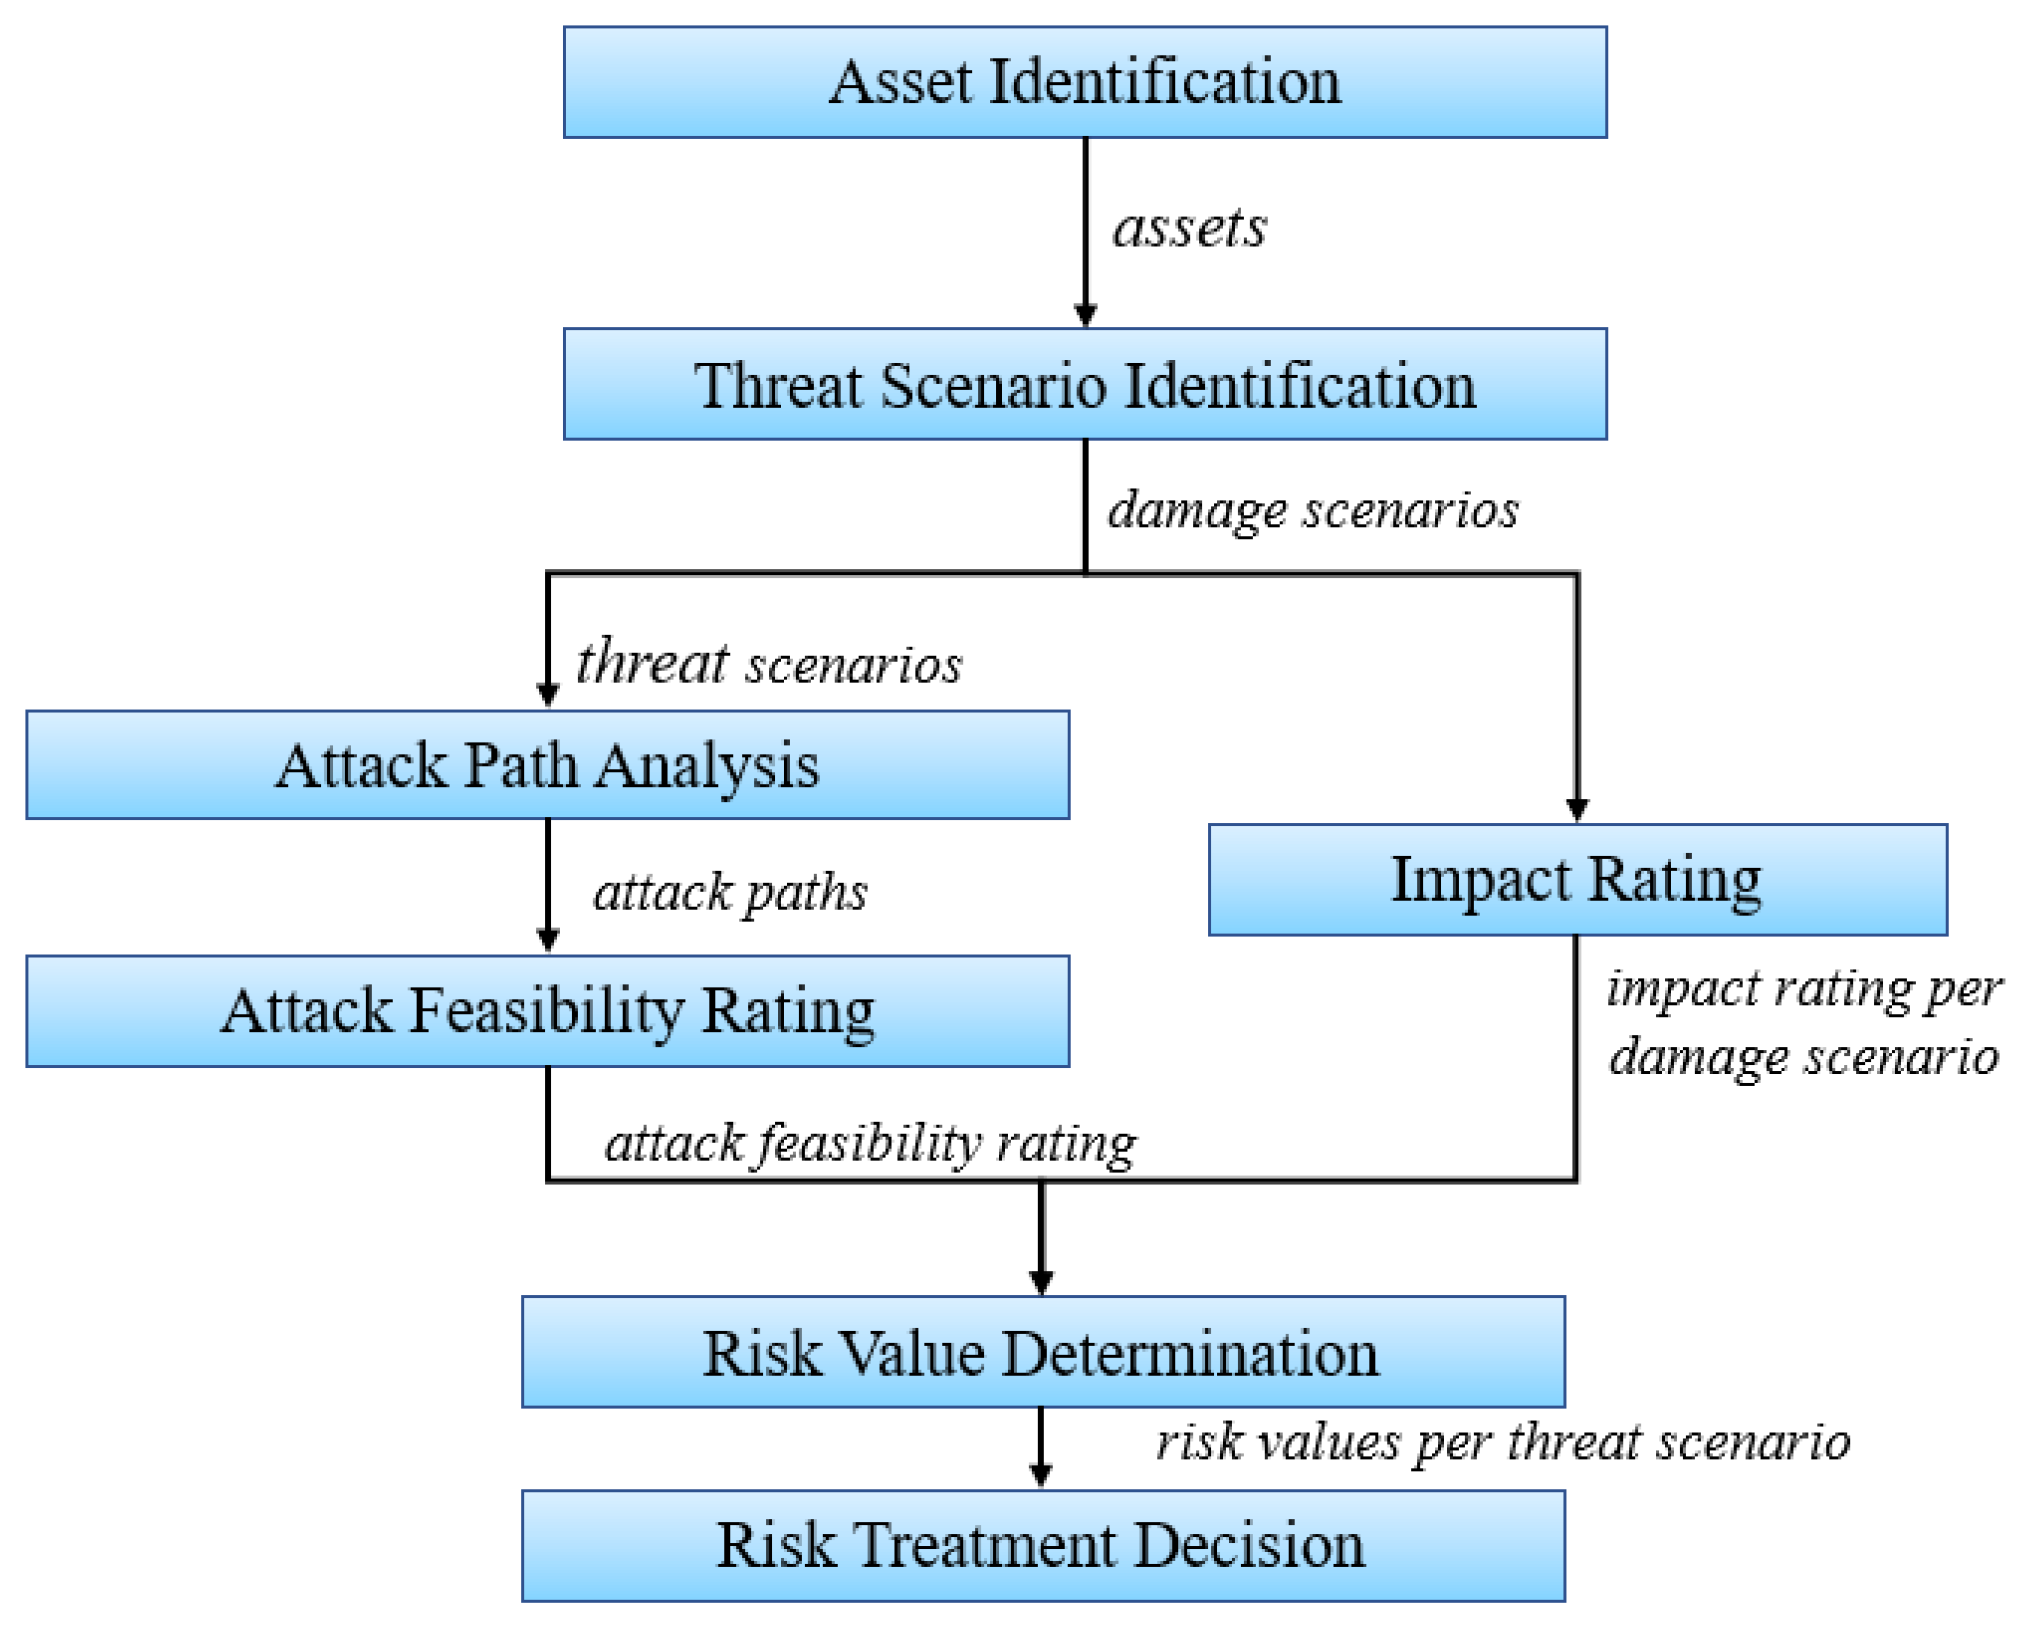 Asset Identification
assets
Threat Scenario Identification
damage scenarios
threat scenarios
Attack Path Analysis
attack paths
Impact Rating
Attack Feasibility Rating
impact rating per
damage scenario
attack feasibility rating
Risk Value Determination
risk values per threat scenario
Risk Treatment Decision